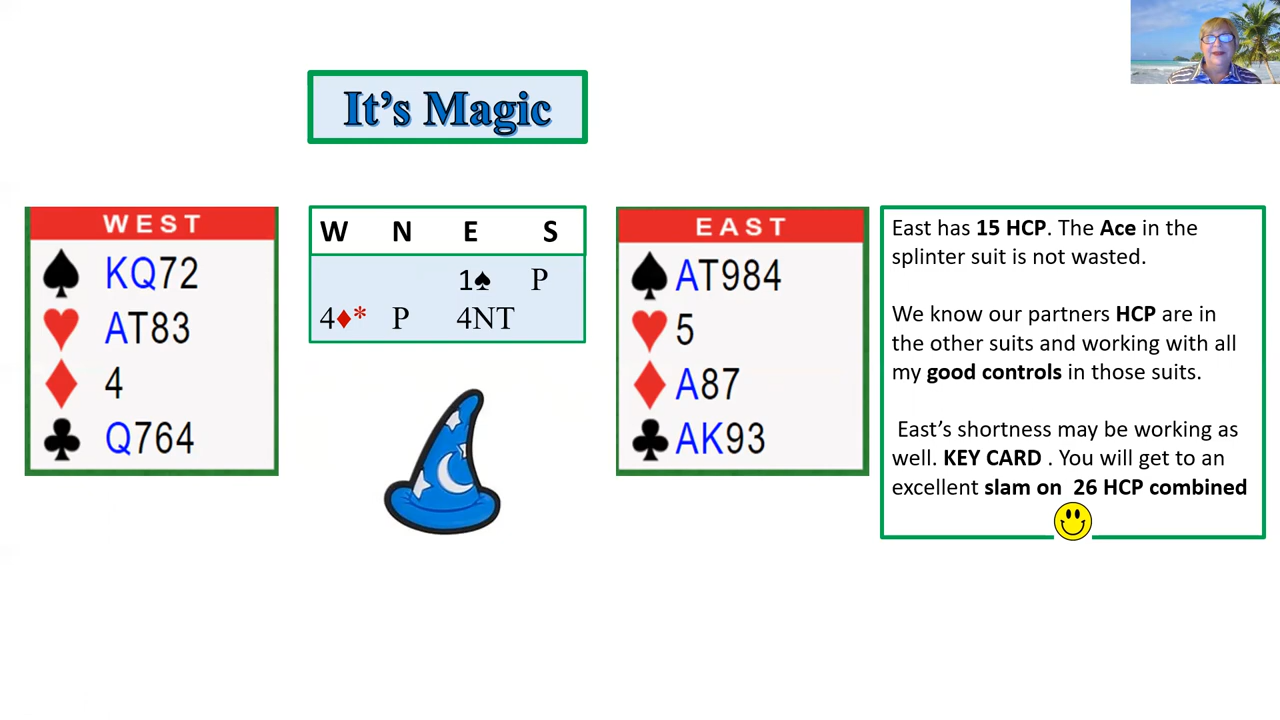 It's Magic
WEST
♠ KQ72
♥ AT83
♦ 4
♣ Q764
W N E S
1♠ P
4♦* P 4NT
EAST
♠ AT984
♥ 5
♦ A87
♣ AK93
East has 15 HCP. The Ace in the
splinter suit is not wasted.
We know our partners HCP are in
the other suits and working with all
my good controls in those suits.
East's shortness may be working as
well. KEY CARD . You will get to an
excellent slam on 26 HCP combined